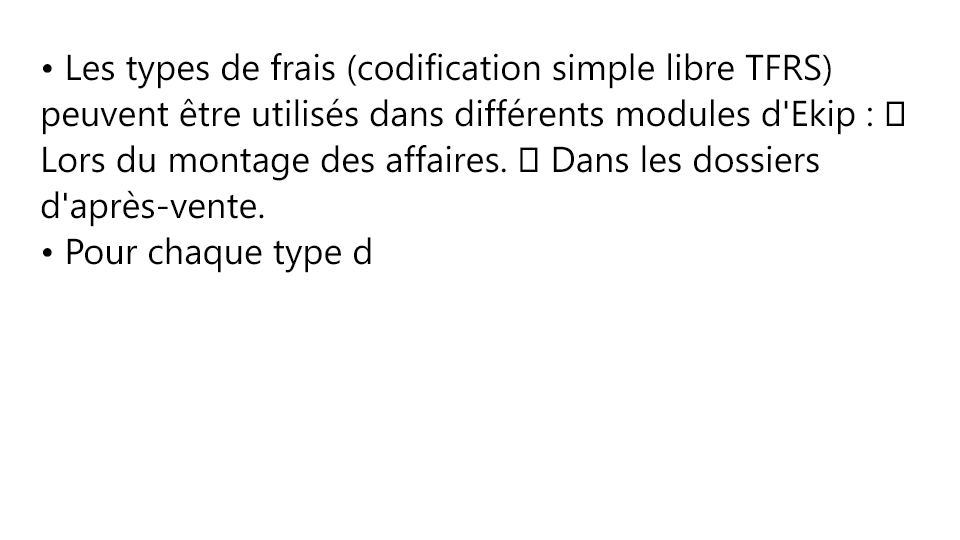 • Les types de frais (codification simple libre TFRS)
peuvent être utilisés dans différents modules d'Ekip : 
Lors du montage des affaires.  Dans les dossiers
d'après-vente.
• Pour chaque type d